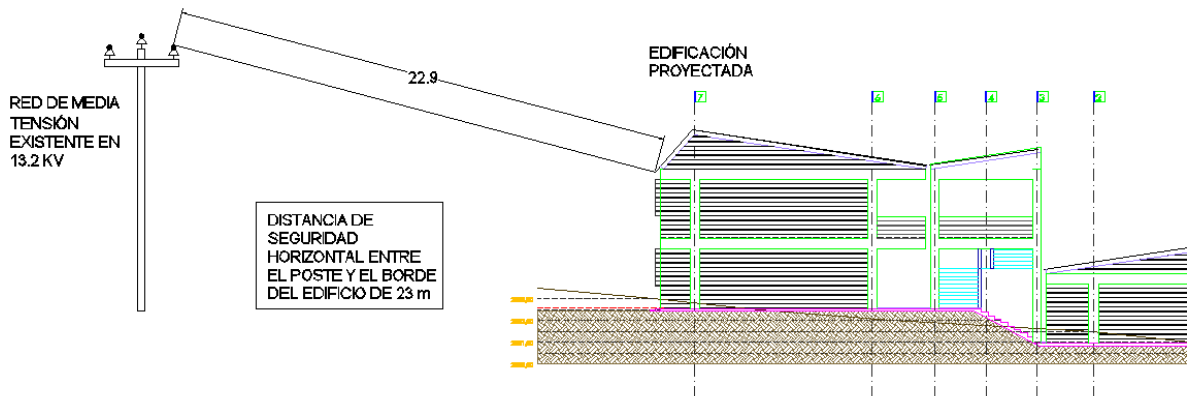 EDIFICACIÓN
PROYECTADA
22.9
RED DE MEDIA
TENSIÓN
EXISTENTE EN
13.2 KV
7
6
5
4
3
2
DISTANCIA DE
SEGURIDAD
HORIZONTAL ENTRE
EL POSTE Y EL BORDE
DEL EDIFICIO DE 23 m